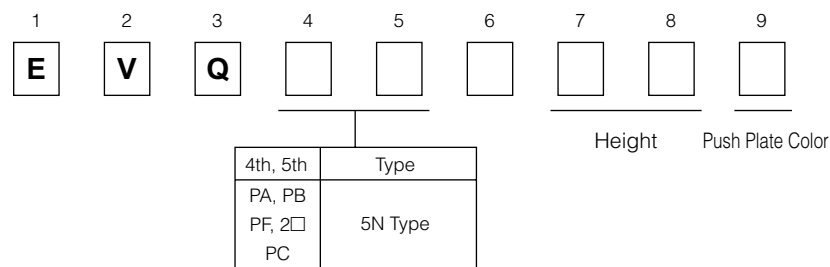 1 2 3 4 5 6 7 8 9
E V Q
Height Push Plate Color
4th, 5th Type
PA, PB
PF, 2□ 5N Type
PC